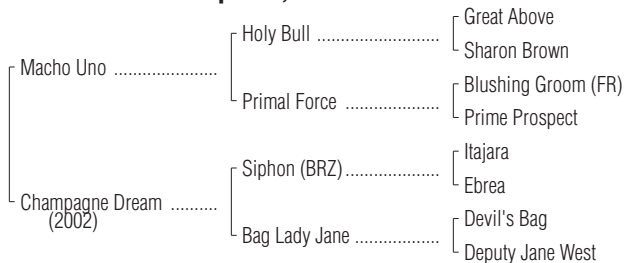 Great Above
Holy Bull ........................
Sharon Brown
Macho Uno ....................
Blushing Groom (FR)
Primal Force ....................
Prime Prospect
Itajara
Siphon (BRZ)....................
Ebrea
Champagne Dream ..........
(2002)
Devil's Bag
Bag Lady Jane ..................
Deputy Jane West